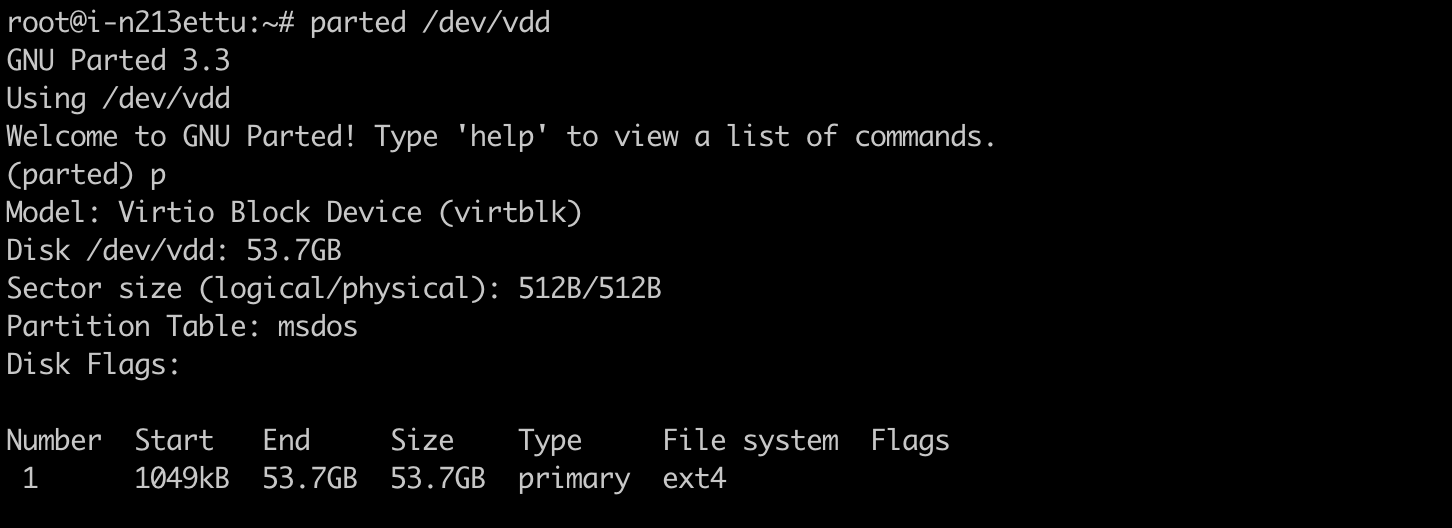 root@i-n213ettu:~# parted /dev/vdd
GNU Parted 3.3
Using /dev/vdd
Welcome to GNU Parted! Type 'help' to view a list of commands.
(parted) p
Model: Virtio Block Device (virtblk)
Disk /dev/vdd: 53.7GB
Sector size (logical/physical): 512B/512B
Partition Table: msdos
Disk Flags:

Number  Start   End     Size    Type     File system  Flags
 1      1049kB  53.7GB  53.7GB  primary  ext4